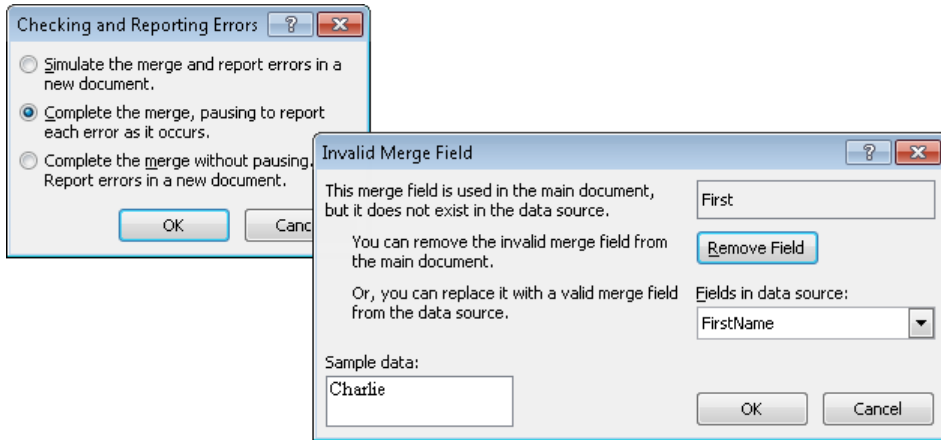 Checking and Reporting Errors
Simulate the merge and report errors in a
new document.
Complete the merge, pausing to report
each error as it occurs.
Complete the merge without pausing.
Report errors in a new document.
OK
Canc
Invalid Merge Field
This merge field is used in the main document,
but it does not exist in the data source.
First
You can remove the invalid merge field from
the main document.
Remove Field
Or, you can replace it with a valid merge field
from the data source.
Fields in data source:
FirstName
Sample data:
Charlie
OK
Cancel